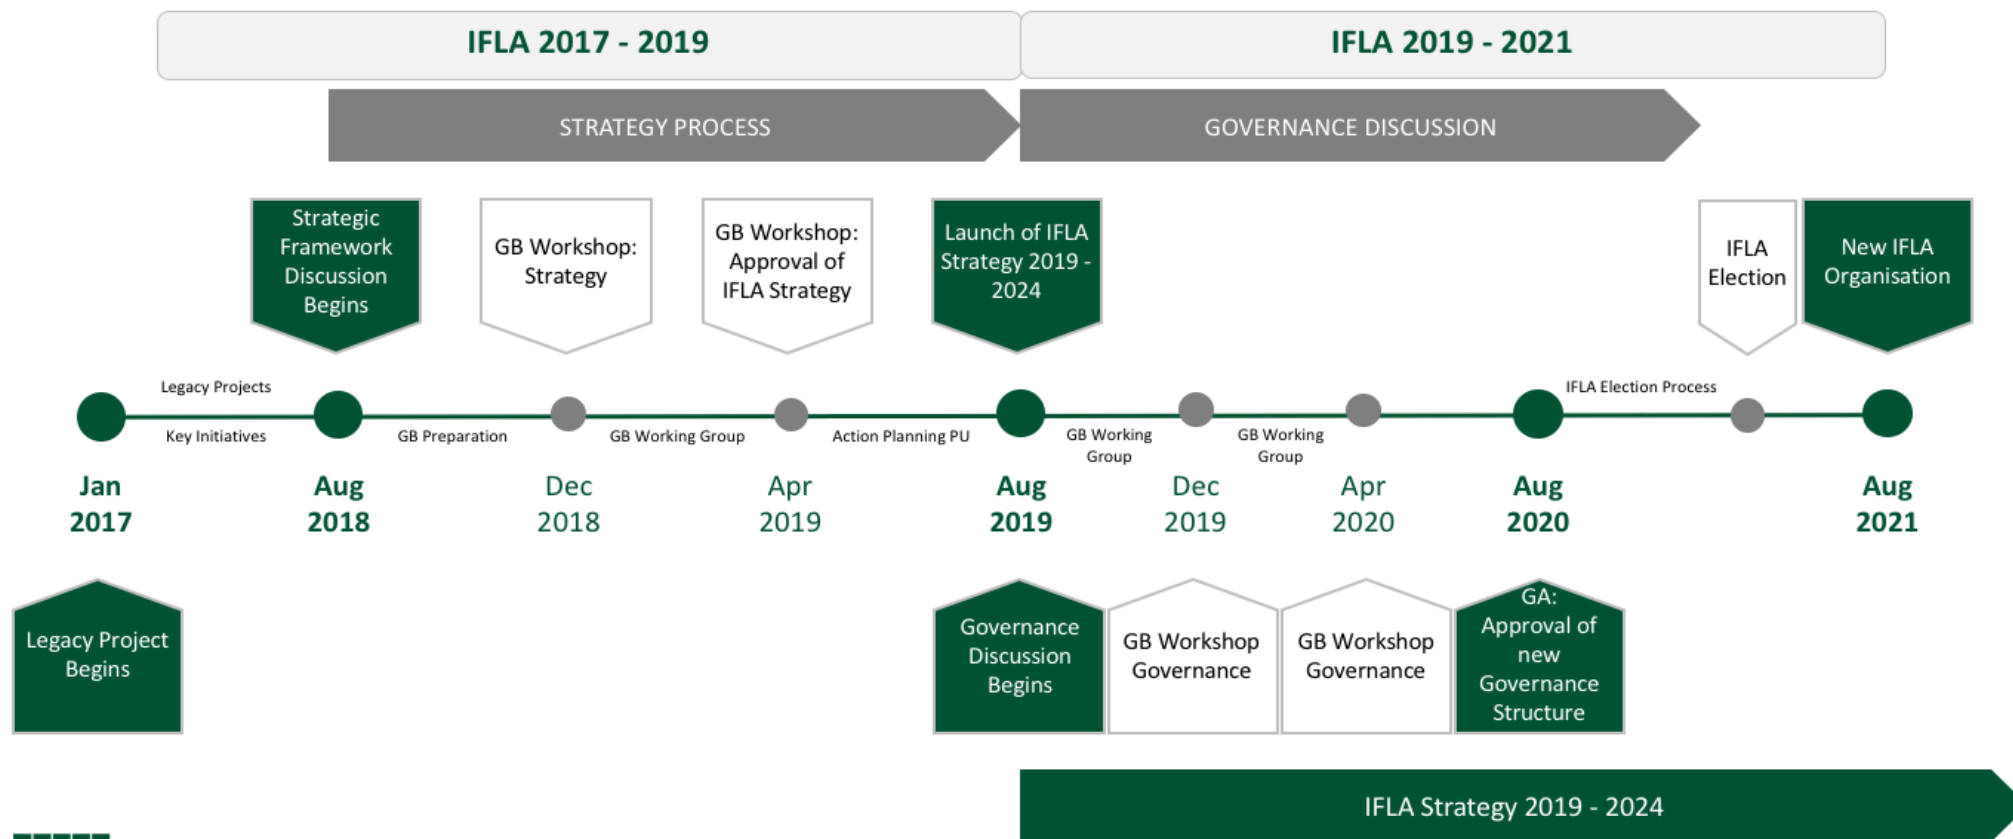 IFLA 2017 - 2019
IFLA 2019 - 2021
STRATEGY PROCESS
GOVERNANCE DISCUSSION
Strategic
Framework
Discussion
Begins
GB Workshop:
Strategy
GB Workshop:
Approval of
IFLA Strategy
Launch of IFLA
Strategy 2019 -
2024
IFLA
Election
New IFLA
Organisation
Legacy Projects
Key Initiatives
GB Preparation
GB Working Group
Action Planning PU
GB Working
Group
GB Working
Group
IFLA Election Process
Jan
2017
Aug
2018
Dec
2018
Apr
2019
Aug
2019
Dec
2019
Apr
2020
Aug
2020
Aug
2021
Legacy Project
Begins
Governance
Discussion
Begins
GB Workshop
Governance
GB Workshop
Governance
GA:
Approval of
new
Governance
Structure
IFLA Strategy 2019 - 2024